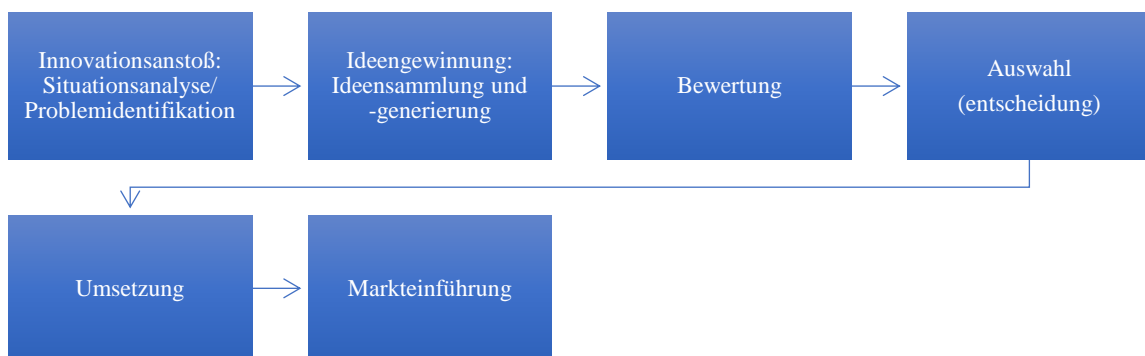 Innovationsanstoß:
Situationsanalyse/
Problemidentifikation
Ideengewinnung:
Ideensammlung und
-generierung
Bewertung
Auswahl
(entscheidung)
Umsetzung
Markteinführung